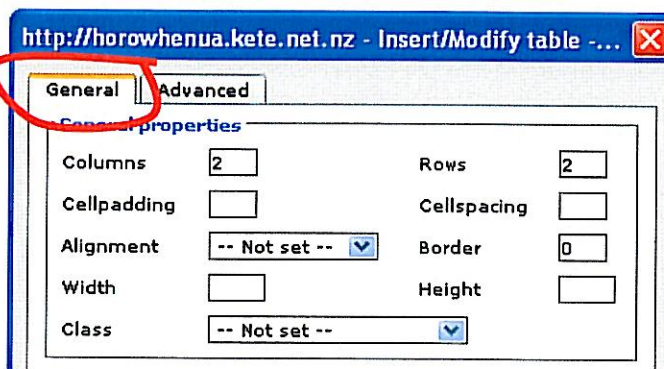 http://horowhenua.kete.net.nz - Insert/Modify table -...
General Advanced
General properties
Columns 2 Rows 2
Cellpadding Cellspacing
Alignment -- Not set -- Border 0
Width Height
Class -- Not set --